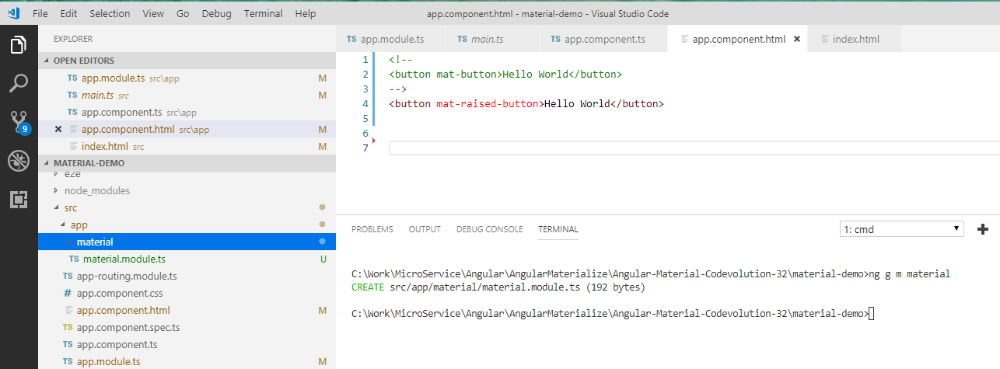 File Edit Selection View Go Debug Terminal Help app.component.html - material-demo - Visual Studio Code
EXPLORER
OPEN EDITORS
TS app.module.ts src\app M
TS main.ts src M
TS app.component.ts src\app
app.component.html src\app M
index.html src M
9
MATERIAL-DEMO
e2e
node_modules
src
app
material
TS material.module.ts U
TS app-routing.module.ts
# app.component.css
app.component.html M
TS app.component.spec.ts
TS app.component.ts
TS app.module.ts M
TS app.module.ts TS main.ts TS app.component.ts app.component.html × index.html
1 <!--
2 <button mat-button>Hello World</button>
3 -->
4 <button mat-raised-button>Hello World</button>
5
6
7
PROBLEMS OUTPUT DEBUG CONSOLE TERMINAL 1: cmd
C:\Work\MicroService\Angular\AngularMaterialize\Angular-Material-Codevolution-32\material-demo>ng g m material
CREATE src/app/material/material.module.ts (192 bytes)
C:\Work\MicroService\Angular\AngularMaterialize\Angular-Material-Codevolution-32\material-demo>